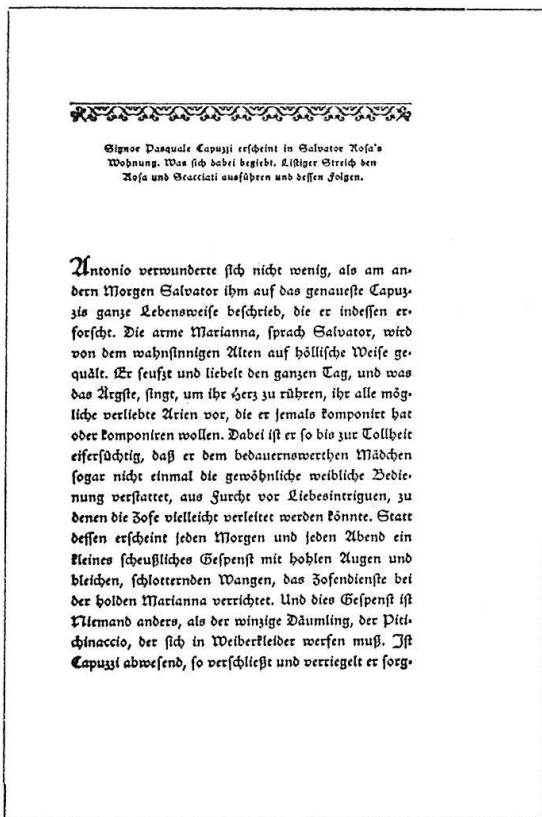 Signor Pasquale Capuzzi erscheint in Salvator Rosa's
Wohnung. Was sich dabei begiebt. Listiger Streich den
Rosa und Scacciati ausführen und dessen Folgen.
Antonio verwunderte sich nicht wenig, als am an-
dern Morgen Salvator ihm auf das genaueste Capuz-
zis ganze Lebensweise beschrieb, die er indessen er-
forscht. Die arme Marianna, sprach Salvator, wird
von dem wahnsinnigen Alten auf höllische Weise ge-
quält. Er seufzt und liebelt den ganzen Tag, und was
das Ärgste, singt, um ihr Herz zu rühren, ihr alle mög-
liche verliebte Arien vor, die er jemals komponirt hat
oder komponiren wollen. Dabei ist er so bis zur Tollheit
eifersüchtig, daß er dem bedauernswerthen Mädchen
sogar nicht einmal die gewöhnliche weibliche Bedie-
nung verstattet, aus Furcht vor Liebesintriguen, zu
denen die Zofe vielleicht verleitet werden könnte. Statt
dessen erscheint jeden Morgen und jeden Abend ein
kleines scheußliches Gespenst mit hohlen Augen und
bleichen, schlotternden Wangen, das Zofendienste bei
der holden Marianna verrichtet. Und dies Gespenst ist
Niemand anders, als der winzige Däumling, der Piti-
chinaccio, der sich in Weiberkleider werfen muß. Ist
Capuzzi abwesend, so verschließt und verriegelt er sorg-